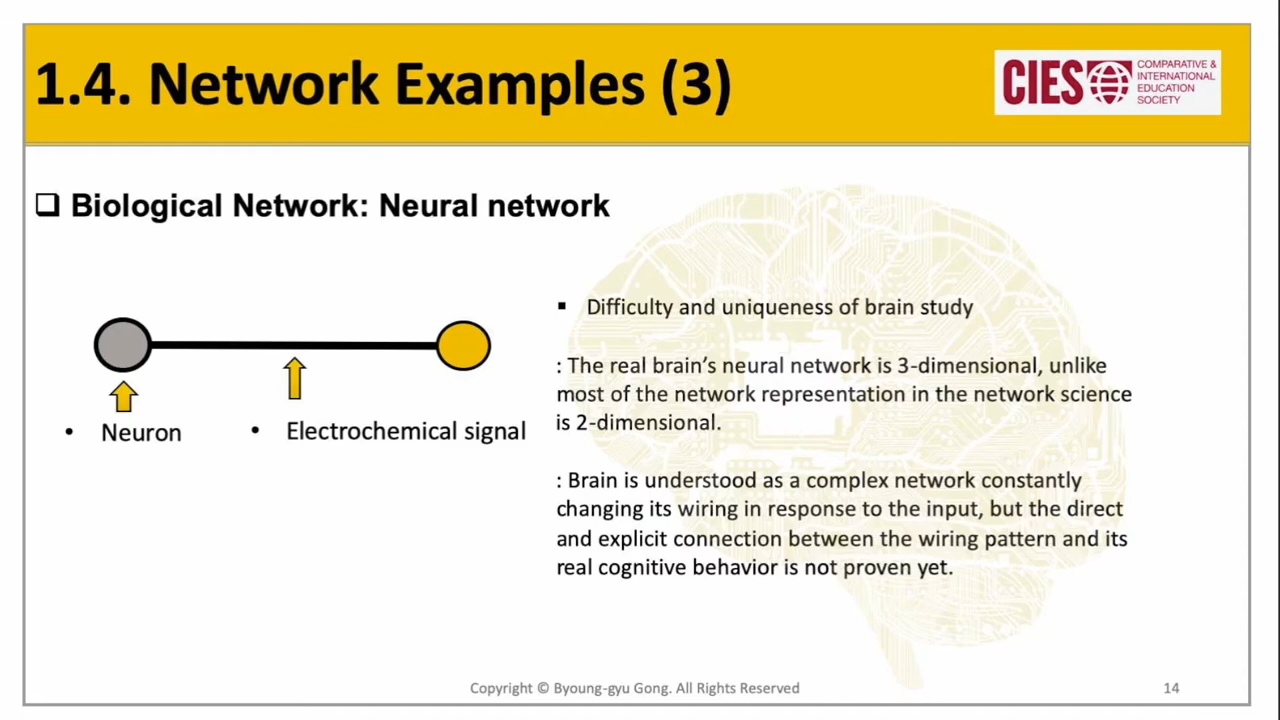 1.4. Network Examples (3)
CIES
COMPARATIVE &
INTERNATIONAL
EDUCATION
SOCIETY
❑ Biological Network: Neural network
• Neuron
• Electrochemical signal
▪ Difficulty and uniqueness of brain study
: The real brain’s neural network is 3-dimensional, unlike
most of the network representation in the network science
is 2-dimensional.
: Brain is understood as a complex network constantly
changing its wiring in response to the input, but the direct
and explicit connection between the wiring pattern and its
real cognitive behavior is not proven yet.
Copyright © Byoung-gyu Gong. All Rights Reserved
14